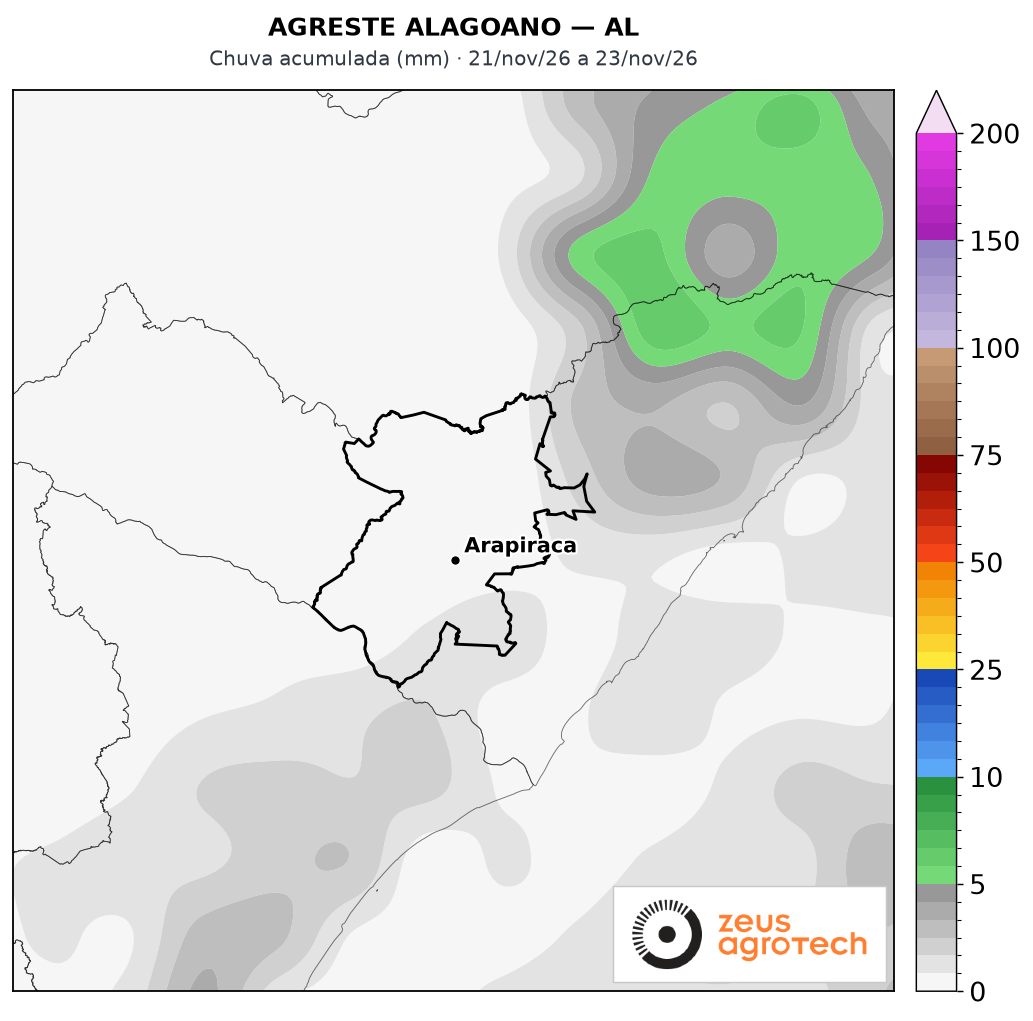 AGRESTE ALAGOANO — AL
Chuva acumulada (mm) · 21/nov/26 a 23/nov/26
200
150
100
75
50
25
10
5
0
Arapiraca
zeus
agrotech